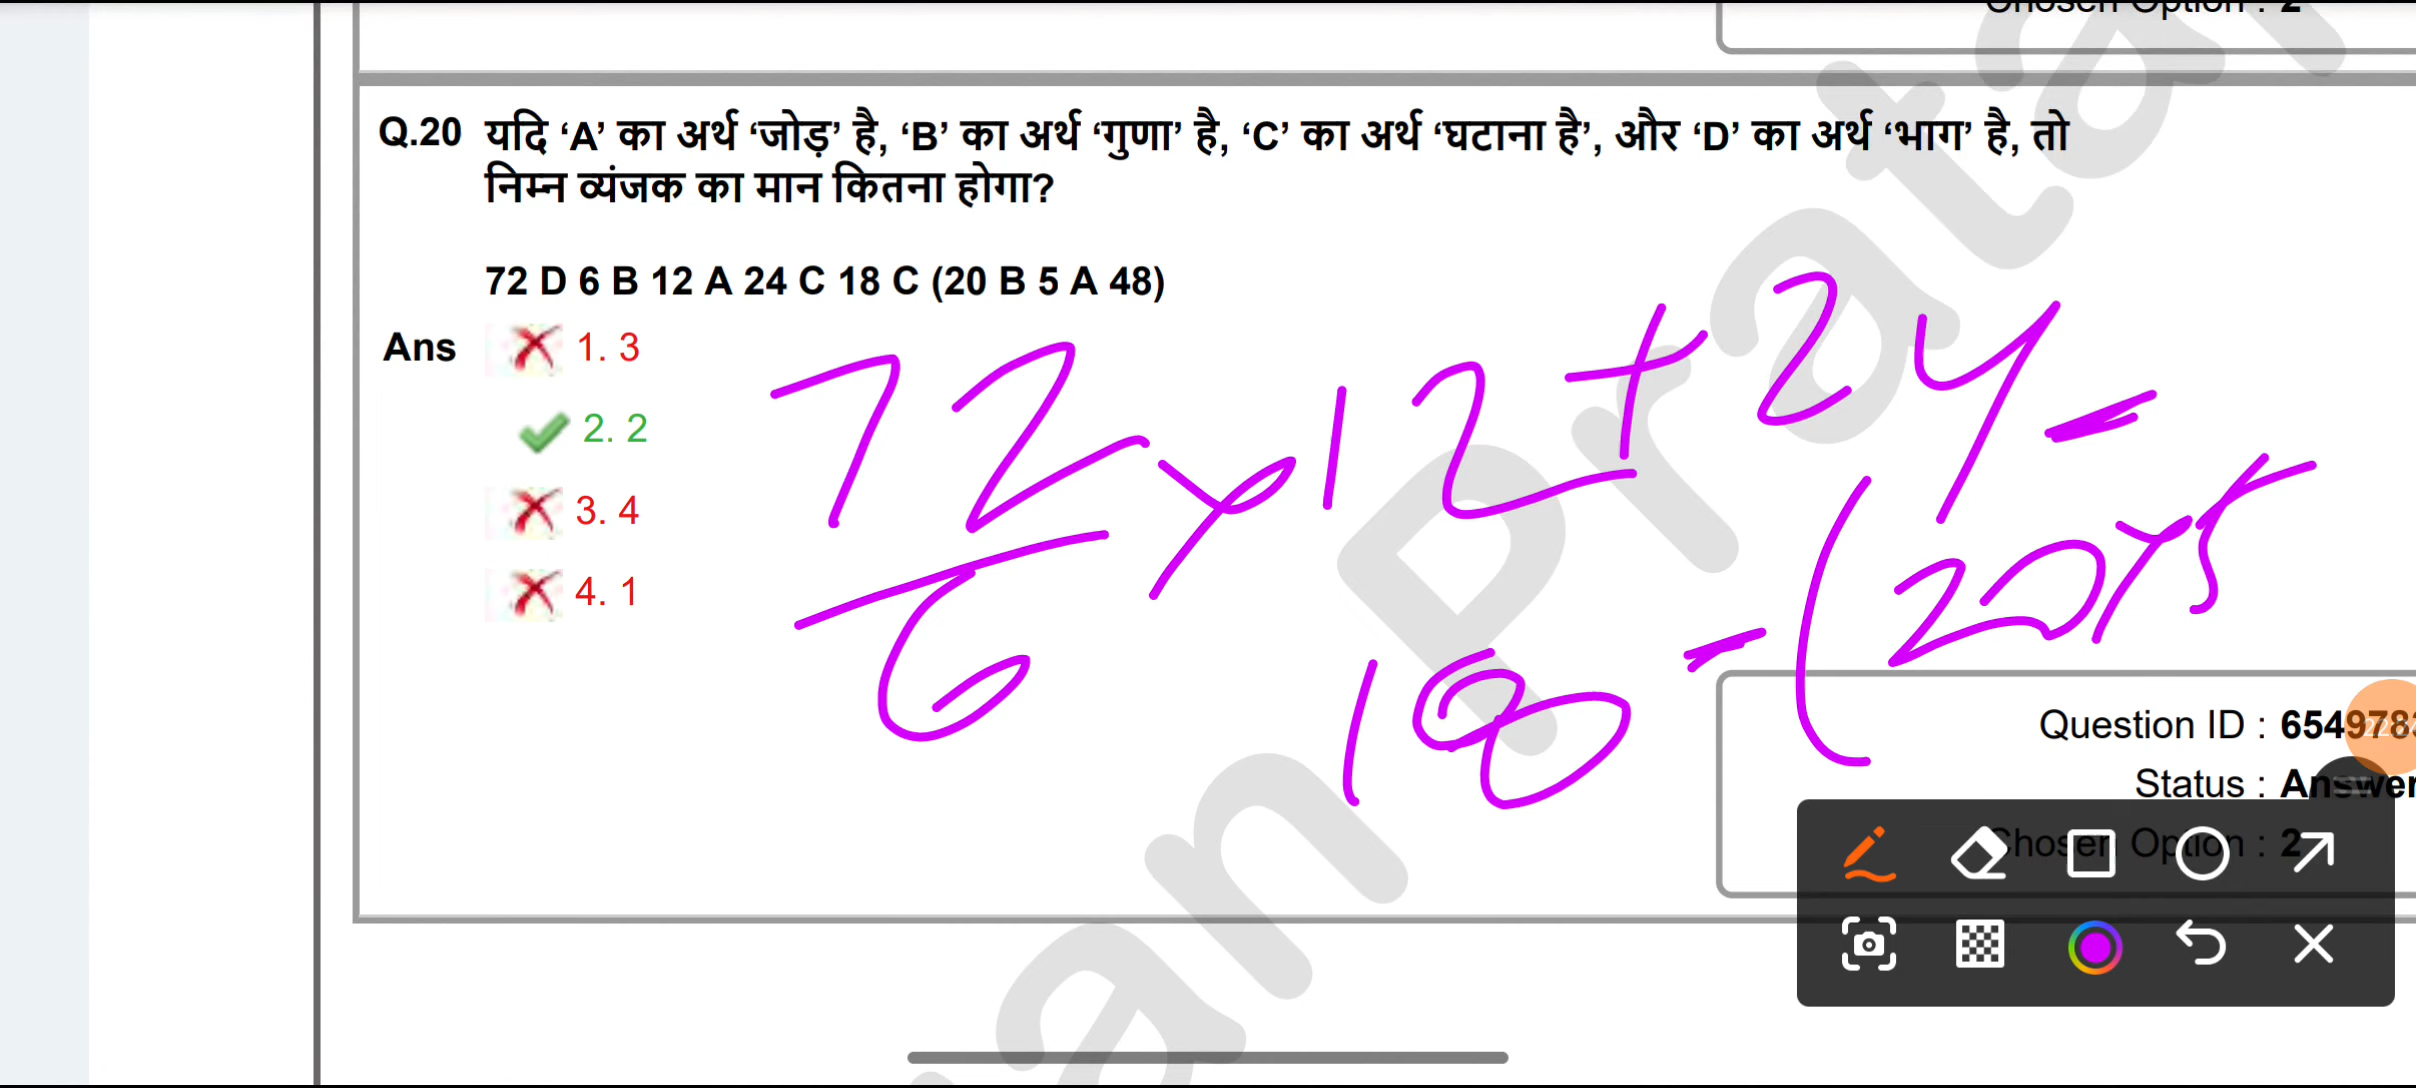 Chosen Option : 2
Q.20 यदि ‘A’ का अर्थ ‘जोड़’ है, ‘B’ का अर्थ ‘गुणा’ है, ‘C’ का अर्थ ‘घटाना है’, और ‘D’ का अर्थ ‘भाग’ है, तो
निम्न व्यंजक का मान कितना होगा?
72 D 6 B 12 A 24 C 18 C (20 B 5 A 48)
Ans 1. 3
2. 2
3. 4
4. 1
72 × 12 + 24 -
6
18 - (20×5
Question ID : 654978
Status : Answer
Chosen Option : 2
an Prata